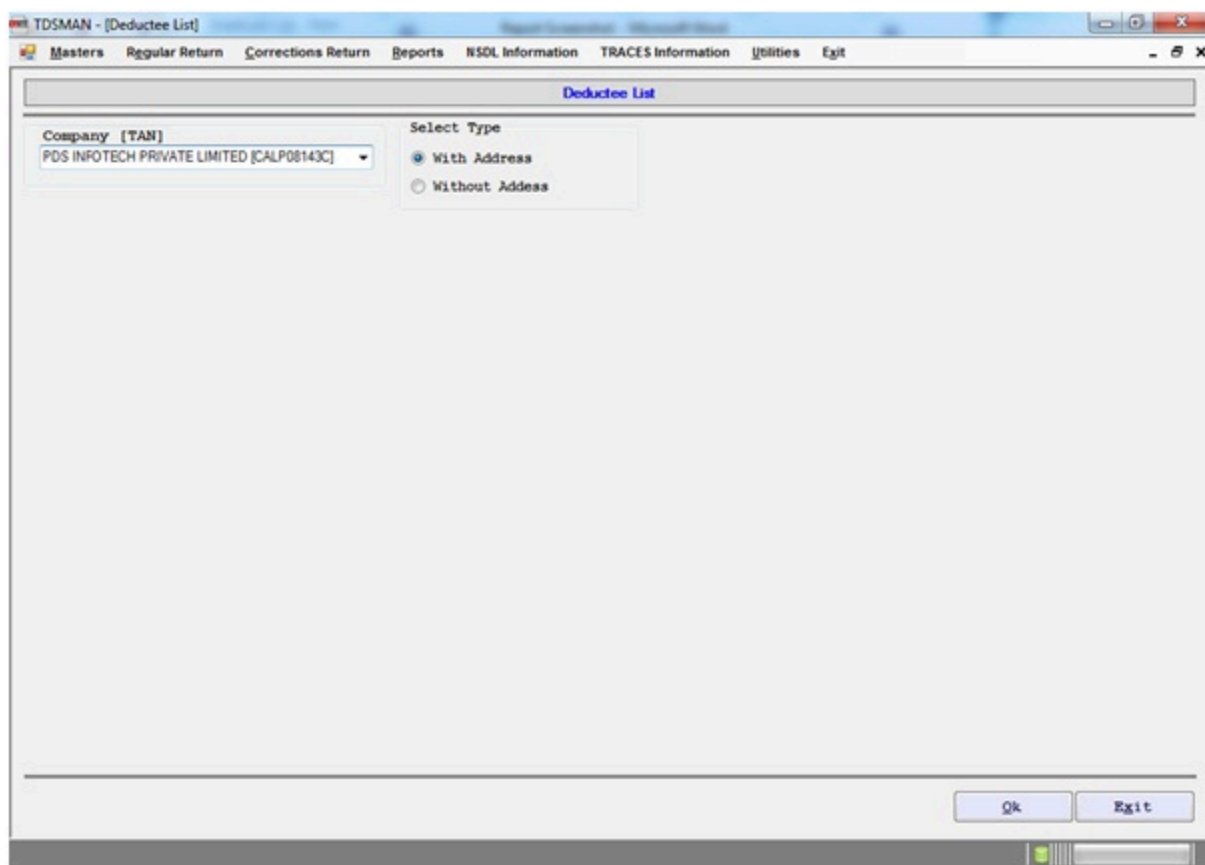 TDSMAN - [Deductee List]
Masters Regular Return Corrections Return Reports NSDL Information TRACES Information Utilities Exit
Deductee List
Company [TAN]
PDS INFOTECH PRIVATE LIMITED [CALP08143C]
Select Type
With Address
Without Addess
Ok Exit